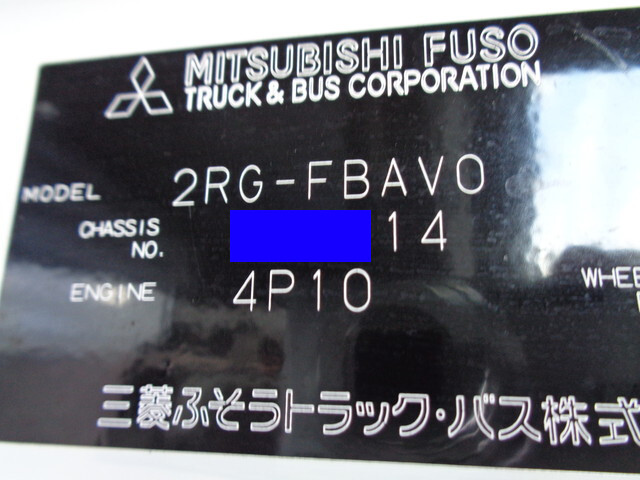 MITSUBISHI FUSO
TRUCK & BUS CORPORATION
MODEL 2RG-FBAV0
CHASSIS NO. 14
ENGINE 4P10
WHEE
三菱ふそうトラック・バス株式